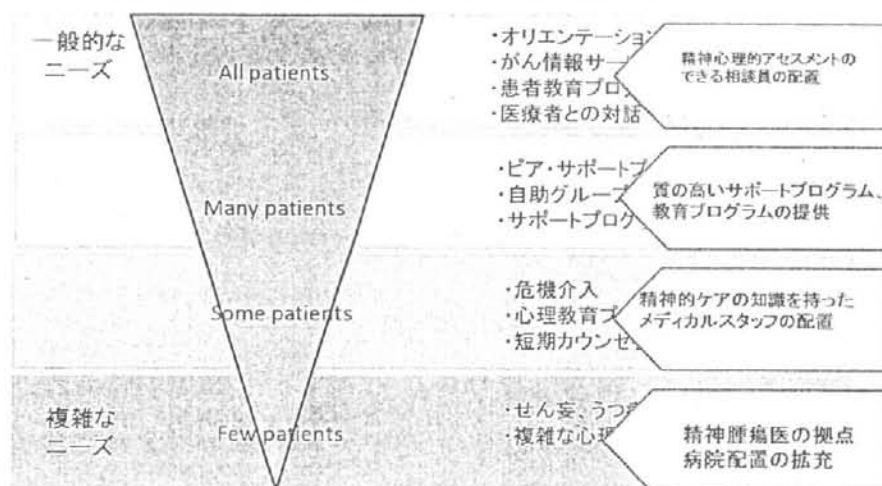 一般的な
ニーズ
All patients
・オリエンテーション
・がん情報サー
・患者教育プログ
・医療者との対話
精神心理的アセスメントの
できる相談員の配置
Many patients
・ピア・サポートプ
・自助グループ
・サポートプログ
質の高いサポートプログラム、
教育プログラムの提供
Some patients
・危機介入
・心理教育プ
・短期カウンセ
精神的ケアの知識を持った
メディカルスタッフの配置
複雑な
ニーズ
Few patients
・せん妄、うつ
・複雑な心理
精神腫瘍医の拠点
病院配置の拡充